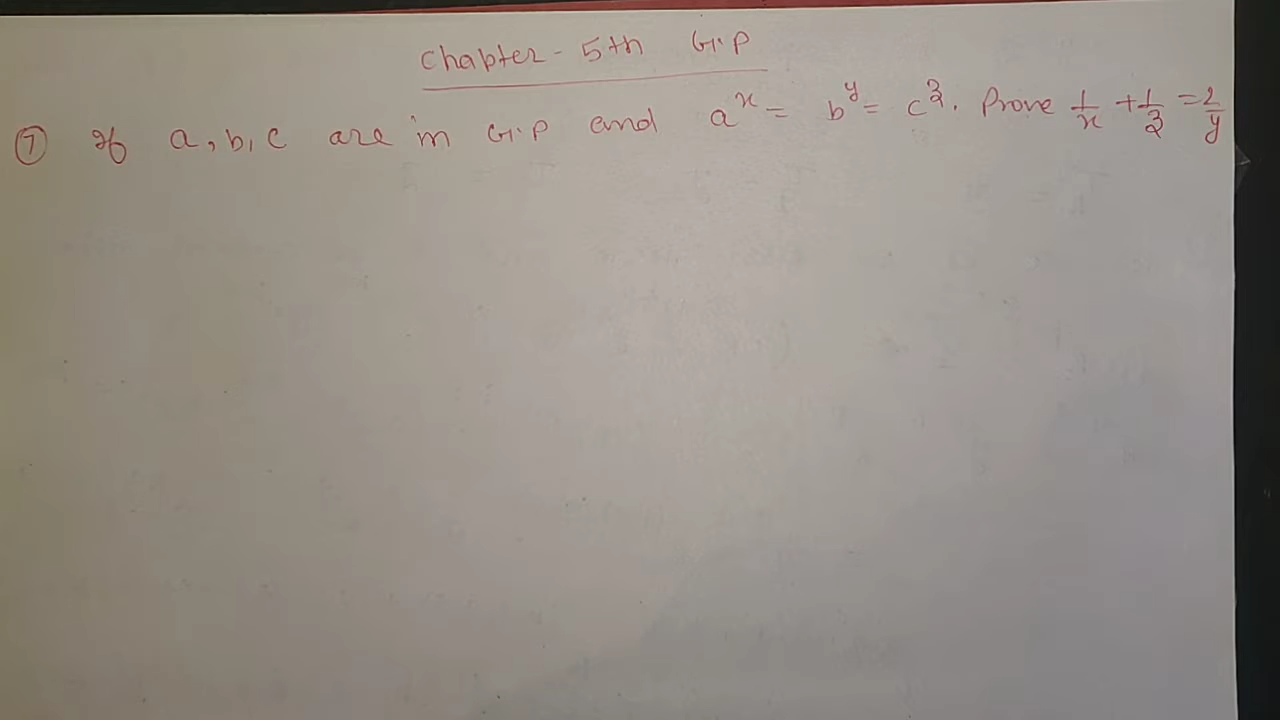 Chapter - 5th G.P
⑦ If a, b, c are in G.P and a^x = b^y = c^z. Prove 1/x + 1/z = 2/y